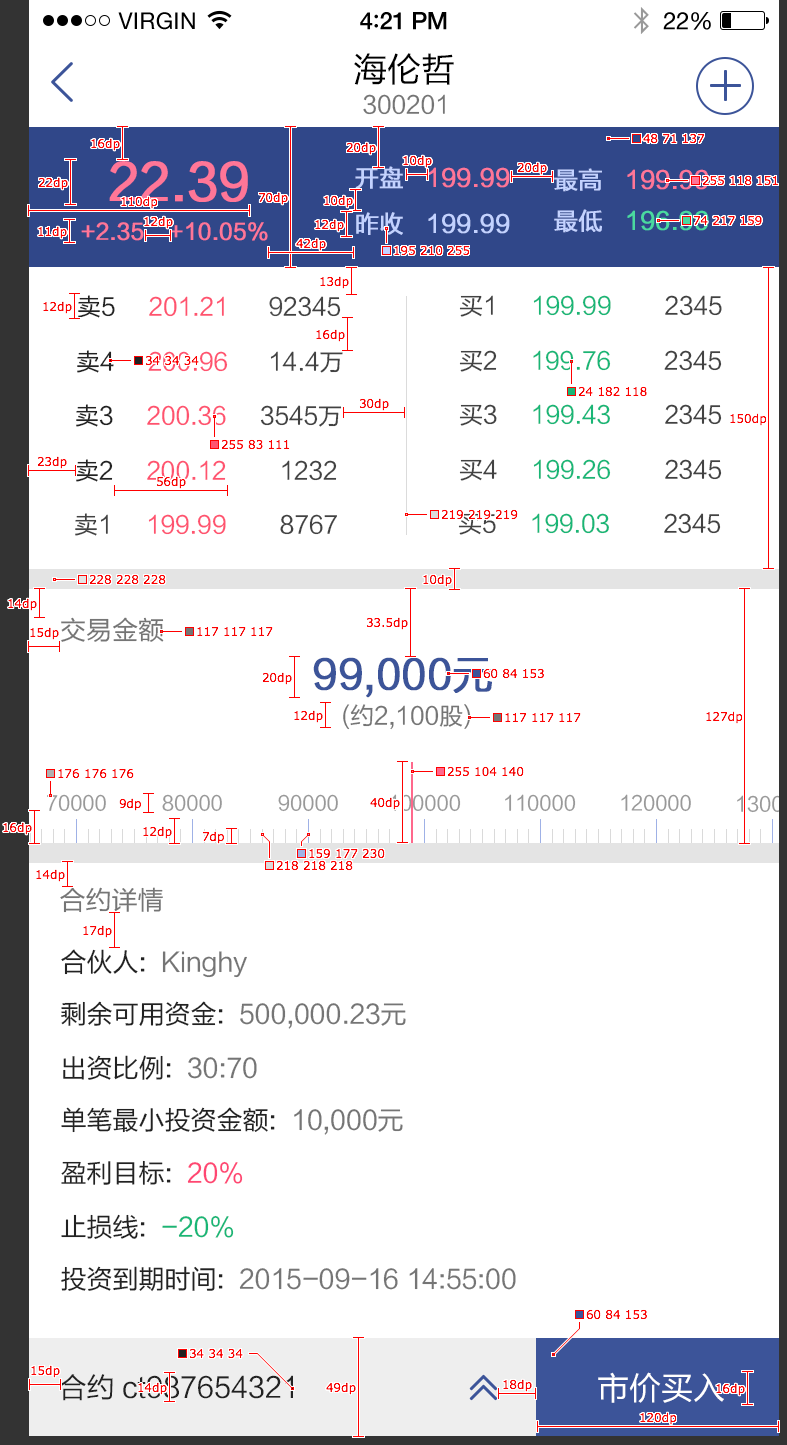 VIRGIN 4:21 PM 22%
海伦哲
300201
16dp 20dp 48 71 137
22.39 开盘 10dp 199.99 20dp 最高 199.99 255 118 151
22dp 110dp 70dp 10dp
11dp +2.35 12dp +10.05% 12dp 昨收 199.99 最低 196.66 74 217 159
42dp 195 210 255
13dp
12dp 卖5 201.21 92345 买1 199.99 2345
16dp
卖4 34 34 34 200.96 14.4万 买2 199.76 2345
24 182 118
卖3 200.36 3545万 30dp 买3 199.43 2345 150dp
255 83 111
23dp 卖2 200.12 1232 买4 199.26 2345
56dp
卖1 199.99 8767 219 219 219 买5 199.03 2345
228 228 228 10dp
14dp
15dp 交易金额 117 117 117 33.5dp
20dp 99,000元 60 84 153
12dp (约2,100股) 117 117 117 127dp
176 176 176 255 104 140
70000 9dp 80000 90000 40dp 100000 110000 120000 1300
16dp 12dp 7dp
159 177 230
218 218 218
14dp
合约详情
17dp
合伙人: Kinghy
剩余可用资金: 500,000.23元
出资比例: 30:70
单笔最小投资金额: 10,000元
盈利目标: 20%
止损线: -20%
投资到期时间: 2015-09-16 14:55:00
60 84 153
34 34 34
15dp 合约 ct987654321 14dp 49dp 18dp 市价买入 16dp
120dp